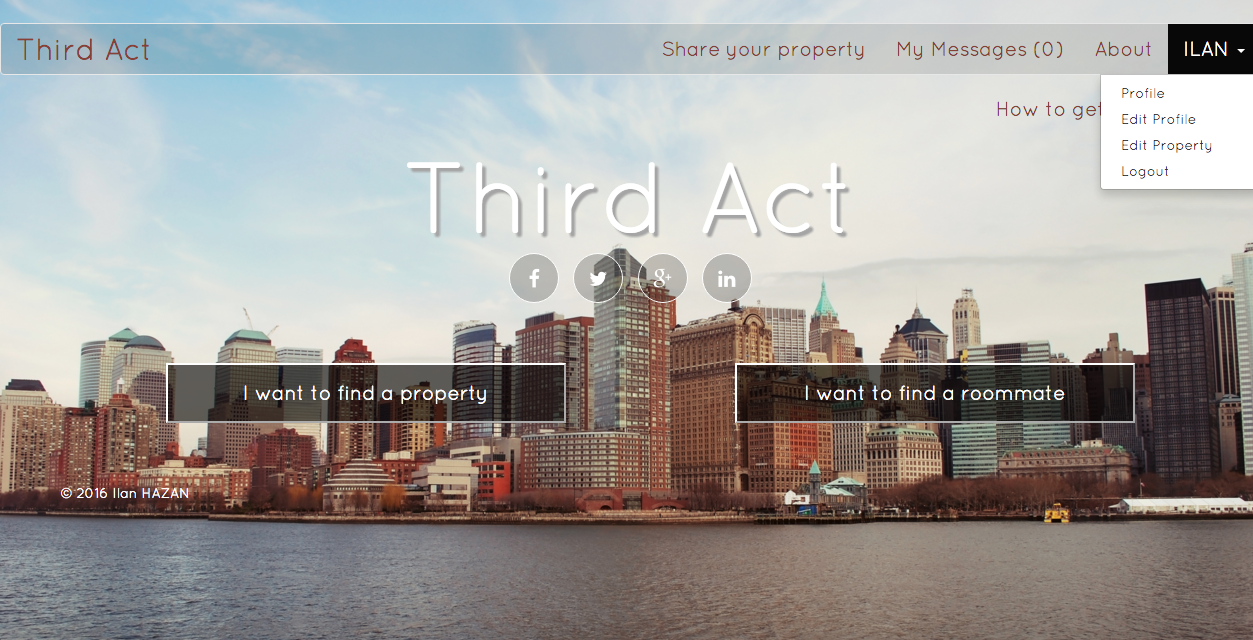 Third Act
Share your property
My Messages (0)
About
ILAN
Profile
Edit Profile
Edit Property
Logout
How to get
Third Act
f
g+
in
I want to find a property
I want to find a roommate
© 2016 Ilan HAZAN